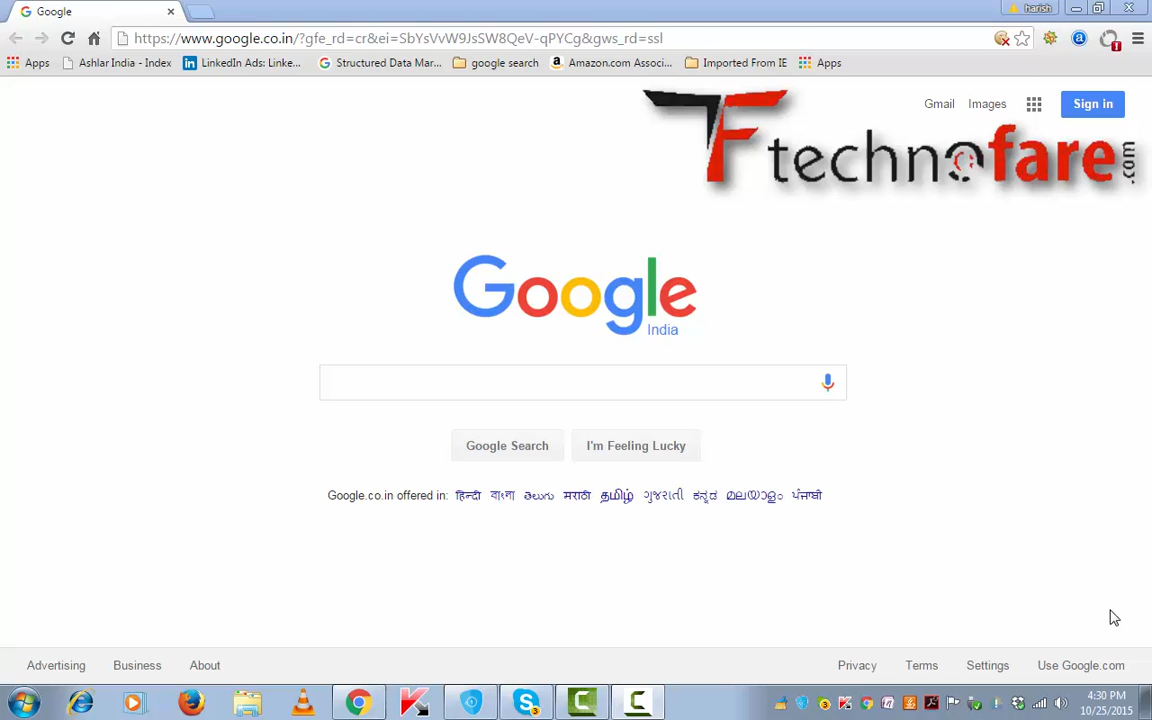 Google
harish
https://www.google.co.in/?gfe_rd=cr&ei=SbYsVvW9JsSW8QeV-qPYCg&gws_rd=ssl
Apps Ashlar India - Index LinkedIn Ads: Linke... Structured Data Mar... google search Amazon.com Associ... Imported From IE Apps
Gmail Images Sign in
TF technofare.com
Google
India
Google Search I'm Feeling Lucky
Google.co.in offered in: हिन्दी বাংলা తెలుగు मराठी தமிழ் ગુજરાતી ಕನ್ನಡ മലയാളം ਪੰਜਾਬੀ
Advertising Business About Privacy Terms Settings Use Google.com
4:30 PM
10/25/2015